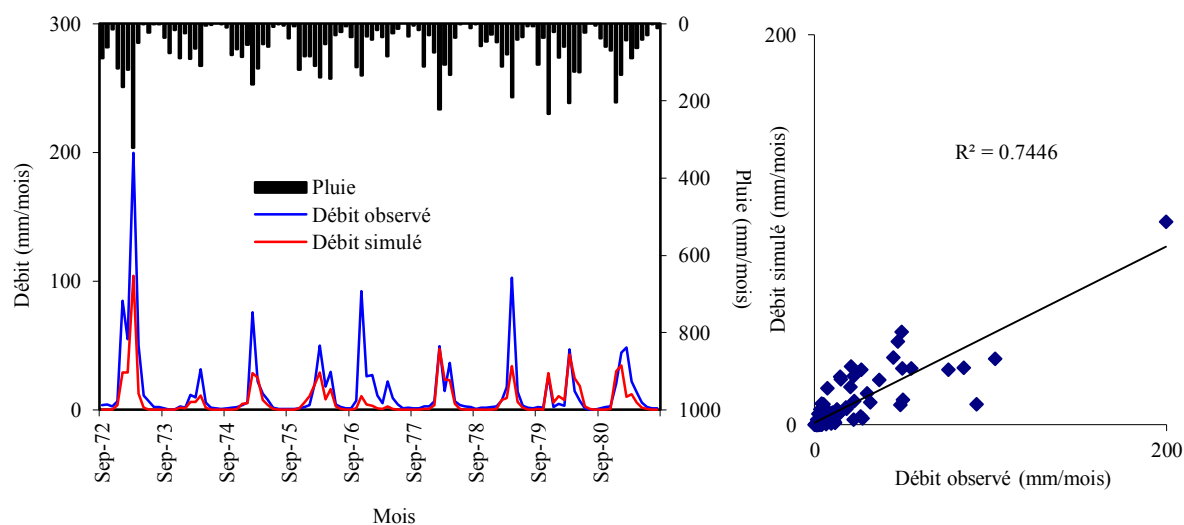 300
200
100
0
Débit (mm/mois)
0
200
400
600
800
1000
Pluie (mm/mois)
Pluie
Débit observé
Débit simulé
Sep-72
Sep-73
Sep-74
Sep-75
Sep-76
Sep-77
Sep-78
Sep-79
Sep-80
Mois
200
Débit simulé (mm/mois)
R² = 0.7446
0
0
200
Débit observé (mm/mois)